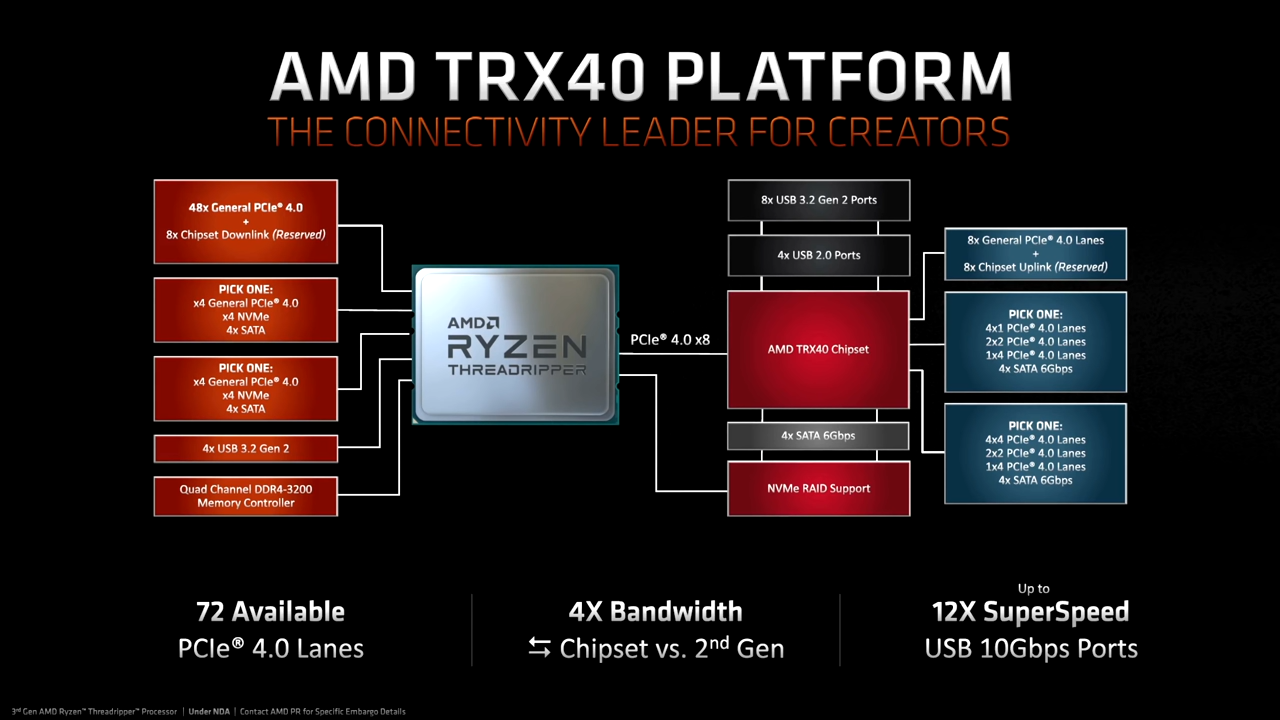 AMD TRX40 PLATFORM
THE CONNECTIVITY LEADER FOR CREATORS
48x General PCIe® 4.0
+
8x Chipset Downlink (Reserved)
PICK ONE:
x4 General PCIe® 4.0
x4 NVMe
4x SATA
PICK ONE:
x4 General PCIe® 4.0
x4 NVMe
4x SATA
4x USB 3.2 Gen 2
Quad Channel DDR4-3200
Memory Controller
AMD
RYZEN
THREADRIPPER
PCIe® 4.0 x8
8x USB 3.2 Gen 2 Ports
4x USB 2.0 Ports
AMD TRX40 Chipset
4x SATA 6Gbps
NVMe RAID Support
8x General PCIe® 4.0 Lanes
+
8x Chipset Uplink (Reserved)
PICK ONE:
4x1 PCIe® 4.0 Lanes
2x2 PCIe® 4.0 Lanes
1x4 PCIe® 4.0 Lanes
4x SATA 6Gbps
PICK ONE:
4x4 PCIe® 4.0 Lanes
2x2 PCIe® 4.0 Lanes
1x4 PCIe® 4.0 Lanes
4x SATA 6Gbps
72 Available
PCIe® 4.0 Lanes
4X Bandwidth
⇆ Chipset vs. 2nd Gen
Up to
12X SuperSpeed
USB 10Gbps Ports
3rd Gen AMD Ryzen™ Threadripper™ Processor | Under NDA | Contact AMD PR for Specific Embargo Details